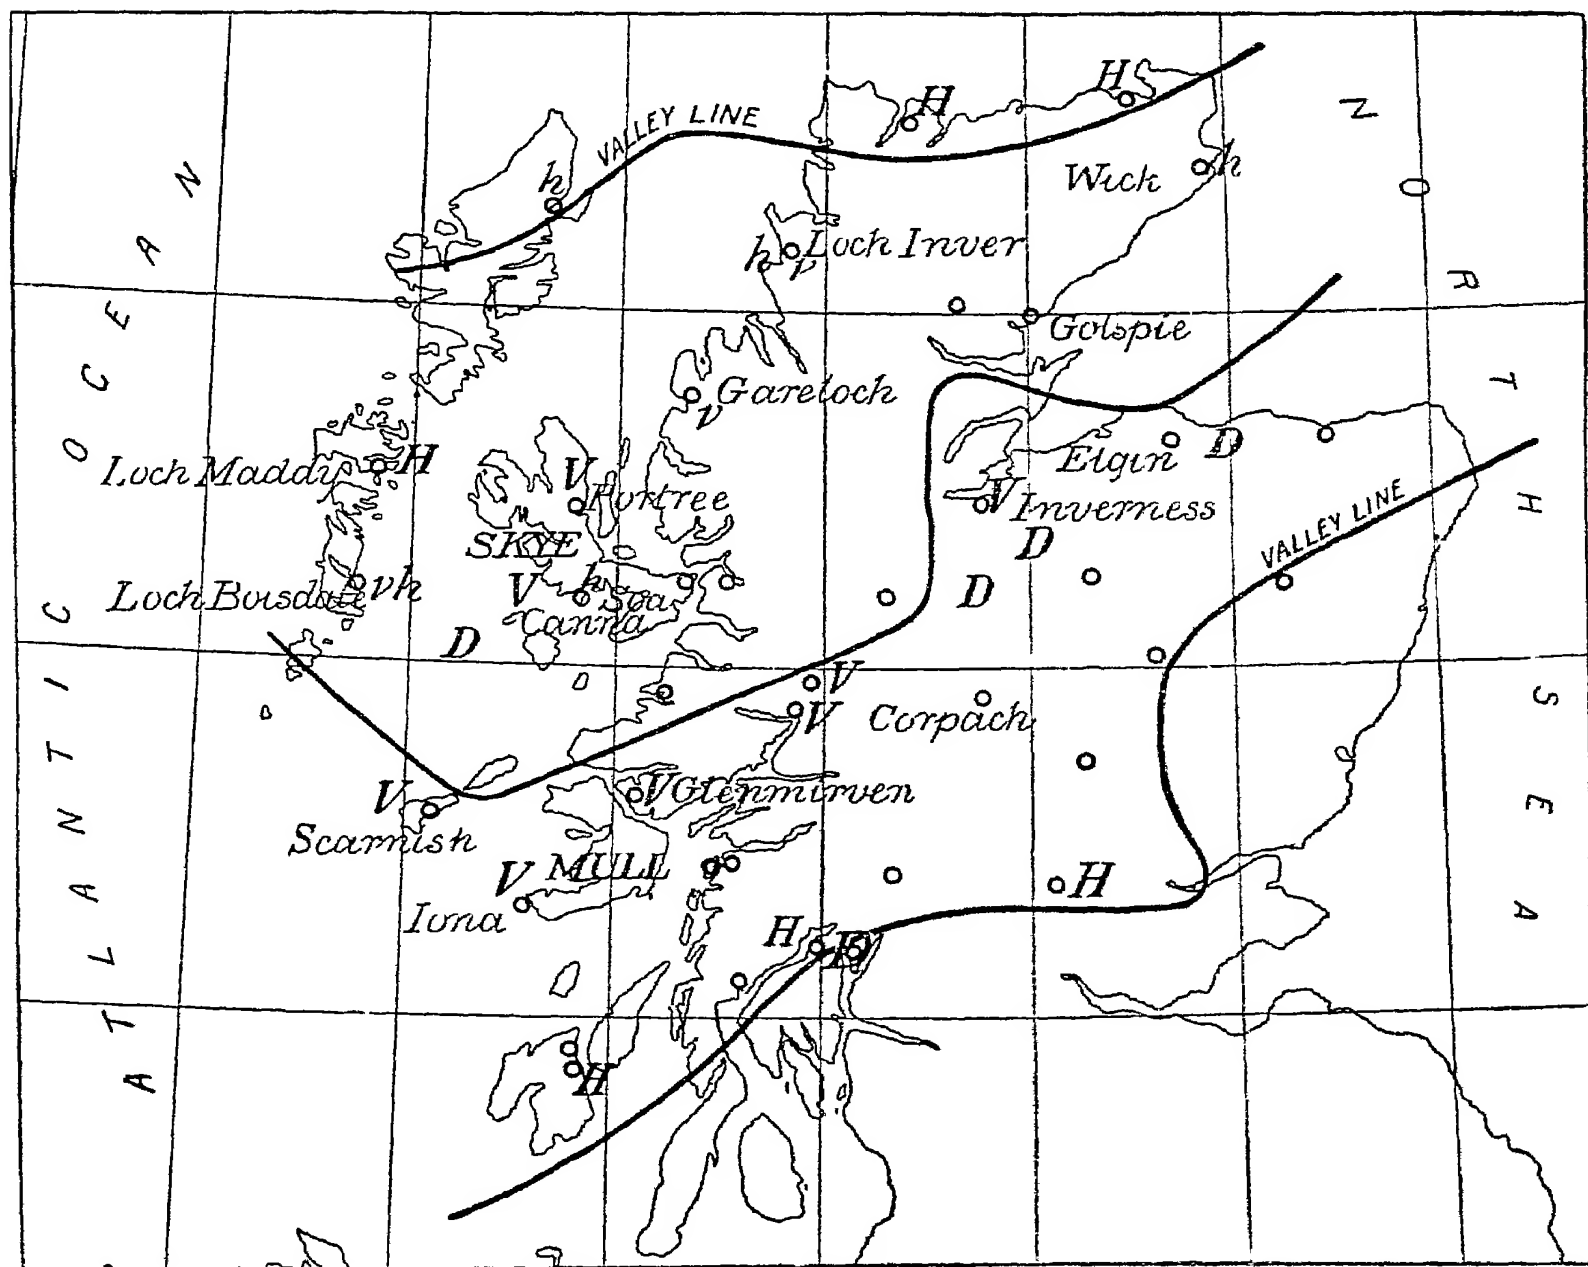 H
H
VALLEY LINE
h
Wick
h
h
v
Loch Inver
Golspie
Gareloch
v
Loch Maddy
H
V
Portree
Elgin
D
V
Inverness
VALLEY LINE
SKYE
D
Loch Boisdale
vh
V
h
Soa
D
Canna
D
V
V
Corpach
V
V
Glenmirven
Scarnish
V
MULL
H
Iona
H
H
ATLANTIC OCEAN
NORTH SEA